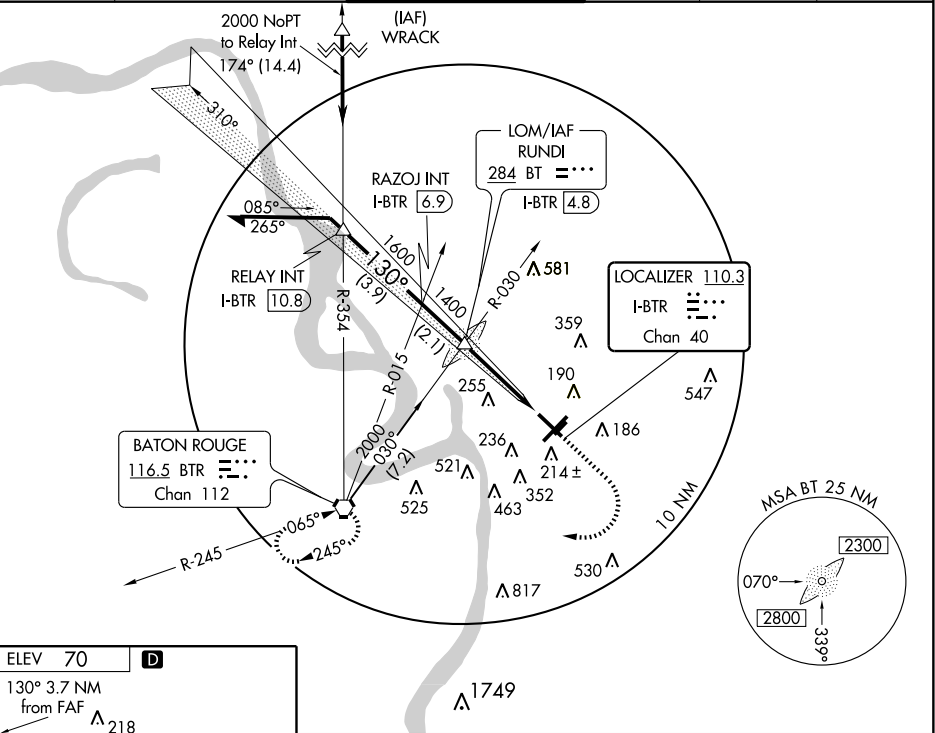 2000 NoPT
to Relay Int
174° (14.4)
(IAF)
WRACK
310°
LOM/IAF
RUNDI
284 BT
I-BTR 4.8
RAZOJ INT
I-BTR 6.9
085°
265°
1600
130°
(3.9)
RELAY INT
I-BTR 10.8
R-354
1400
(2.1)
R-030
R-015
581
LOCALIZER 110.3
I-BTR
Chan 40
359
190
255
547
186
236
214 ±
BATON ROUGE
116.5 BTR
Chan 112
2000
030°
(7.2)
521
525
463
352
10 NM
065°
245°
R-245
530
817
MSA BT 25 NM
2300
070°
2800
339°
1749
ELEV 70 D
130° 3.7 NM
from FAF
218